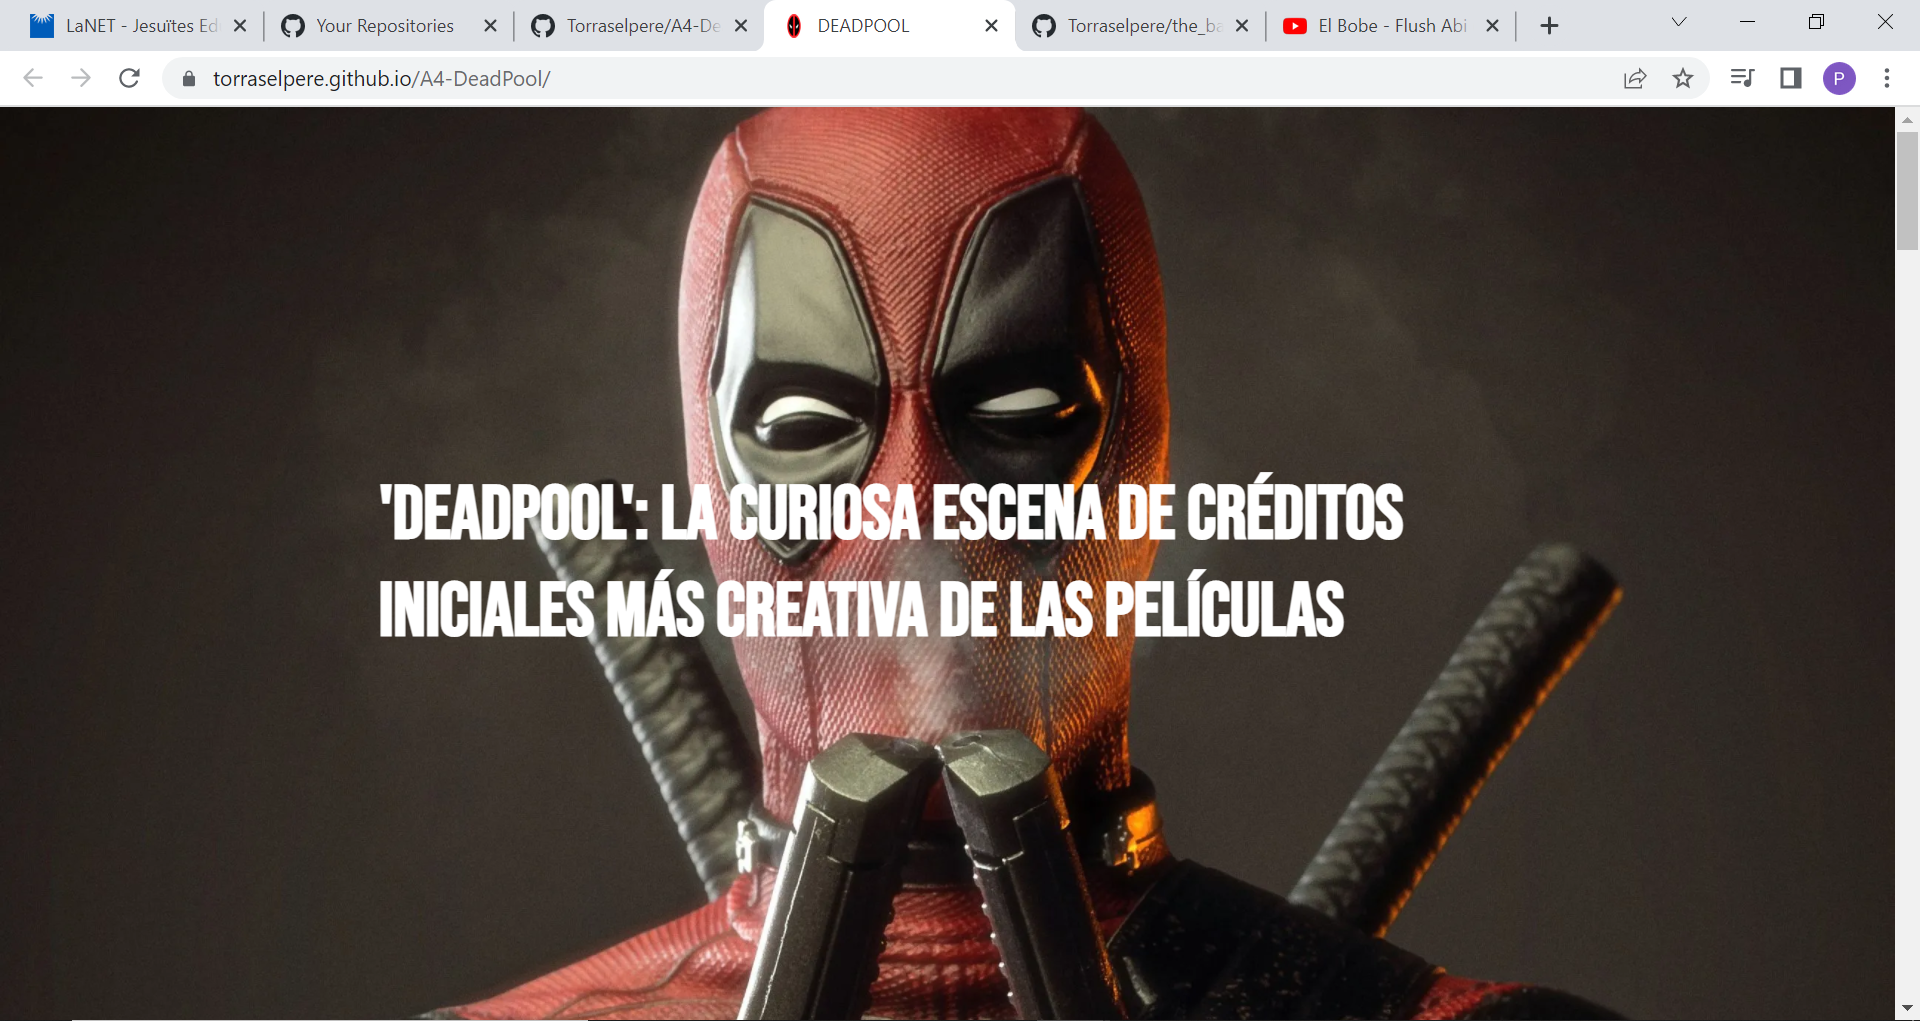 LaNET - Jesuïtes Ed
Your Repositories
Torraselpere/A4-De
DEADPOOL
Torraselpere/the_ba
El Bobe - Flush Abi
torraselpere.github.io/A4-DeadPool/
P
'DEADPOOL': LA CURIOSA ESCENA DE CRÉDITOS
INICIALES MÁS CREATIVA DE LAS PELÍCULAS